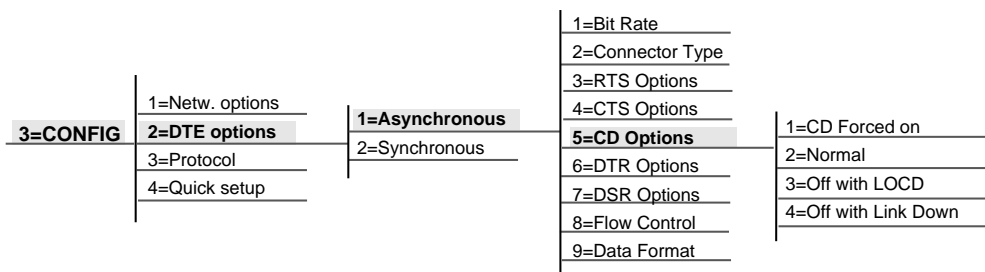 3=CONFIG
1=Netw. options
2=DTE options
3=Protocol
4=Quick setup
1=Asynchronous
2=Synchronous
1=Bit Rate
2=Connector Type
3=RTS Options
4=CTS Options
5=CD Options
6=DTR Options
7=DSR Options
8=Flow Control
9=Data Format
1=CD Forced on
2=Normal
3=Off with LOCD
4=Off with Link Down